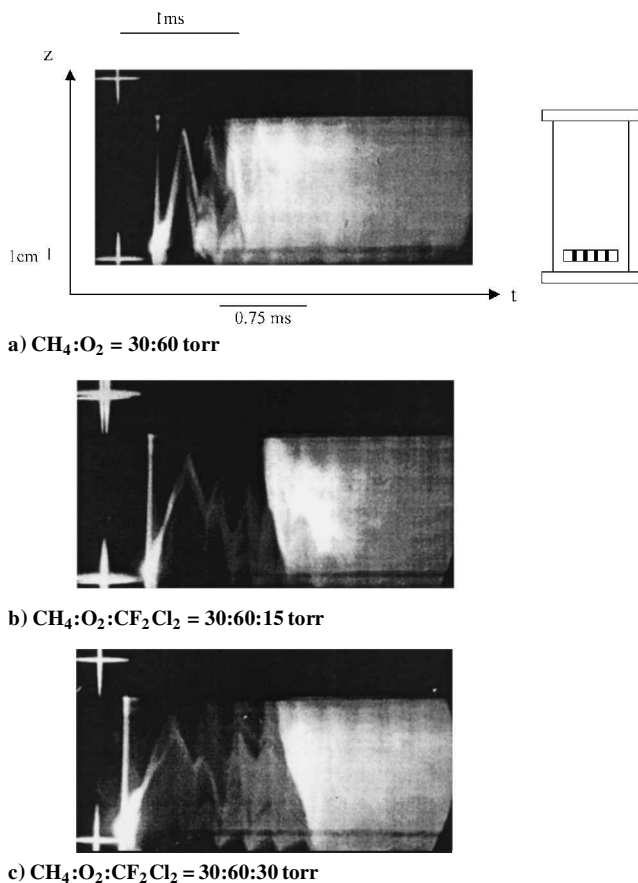 1ms
z
1cm
t
0.75 ms
a) CH₄:O₂ = 30:60 torr
b) CH₄:O₂:CF₂Cl₂ = 30:60:15 torr
c) CH₄:O₂:CF₂Cl₂ = 30:60:30 torr